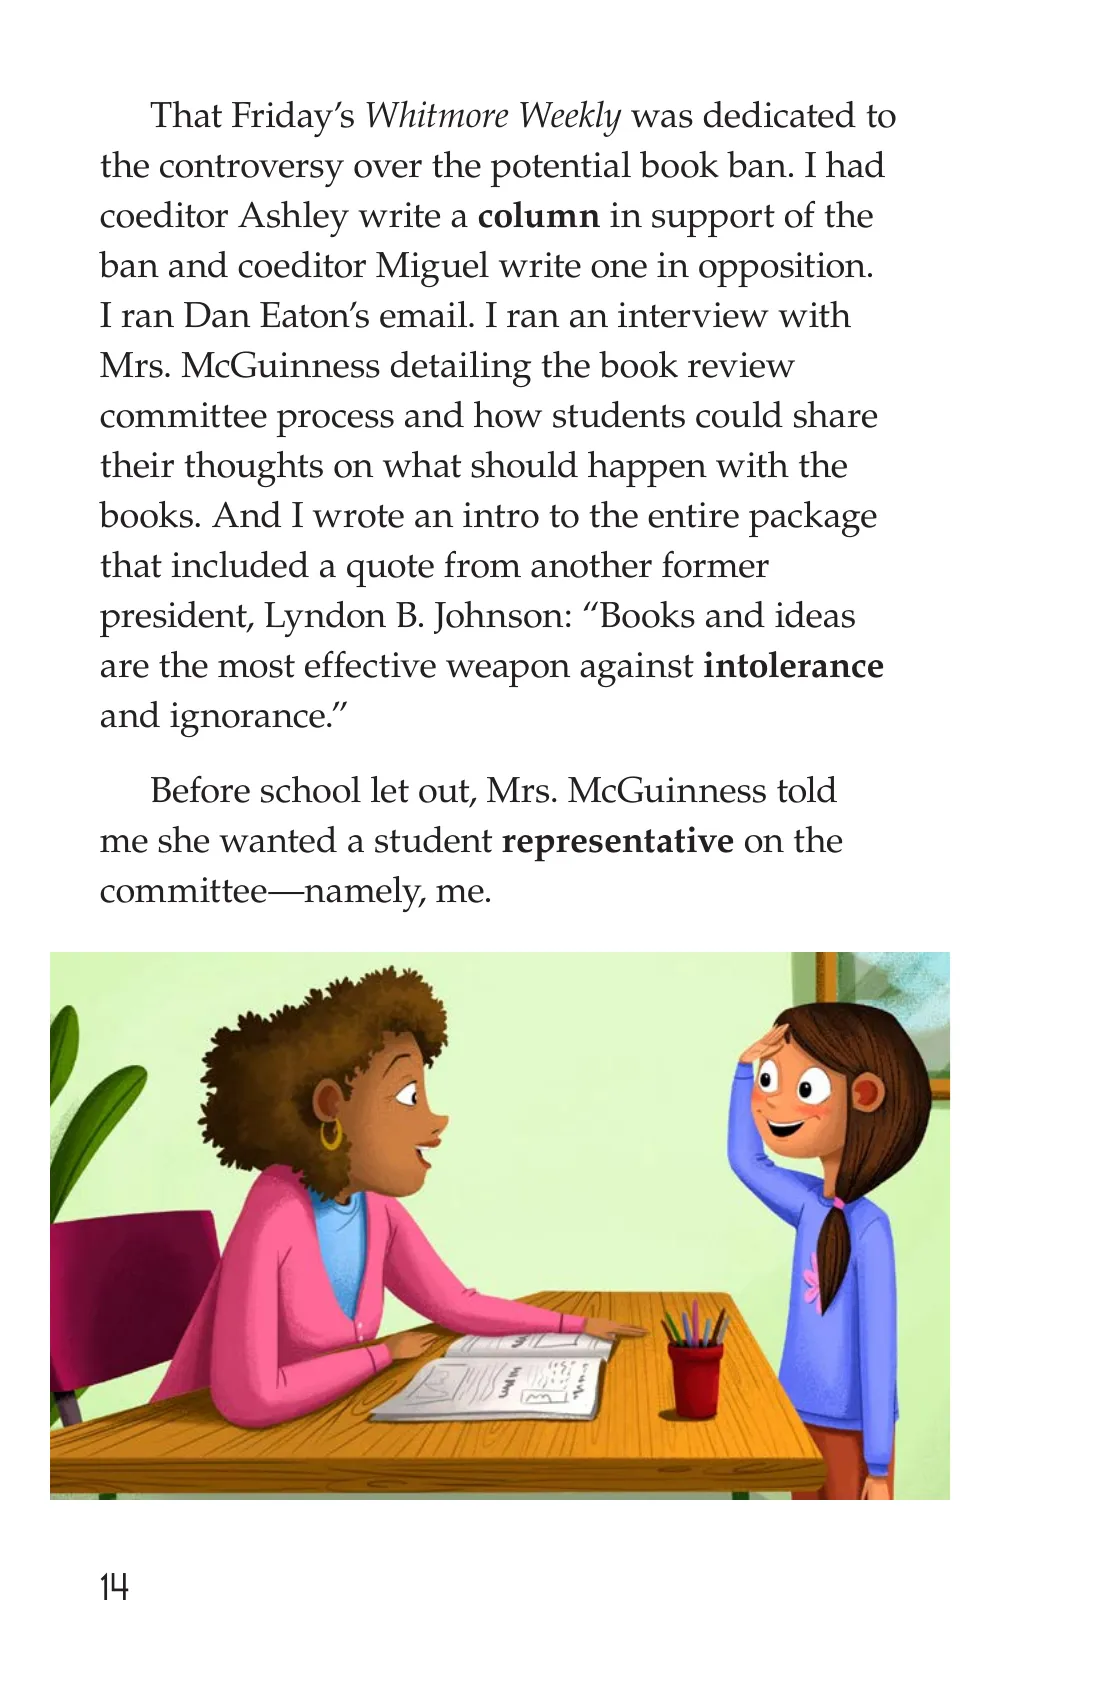 That Friday’s Whitmore Weekly was dedicated to
the controversy over the potential book ban. I had
coeditor Ashley write a column in support of the
ban and coeditor Miguel write one in opposition.
I ran Dan Eaton’s email. I ran an interview with
Mrs. McGuinness detailing the book review
committee process and how students could share
their thoughts on what should happen with the
books. And I wrote an intro to the entire package
that included a quote from another former
president, Lyndon B. Johnson: “Books and ideas
are the most effective weapon against intolerance
and ignorance.”
Before school let out, Mrs. McGuinness told
me she wanted a student representative on the
committee—namely, me.
14